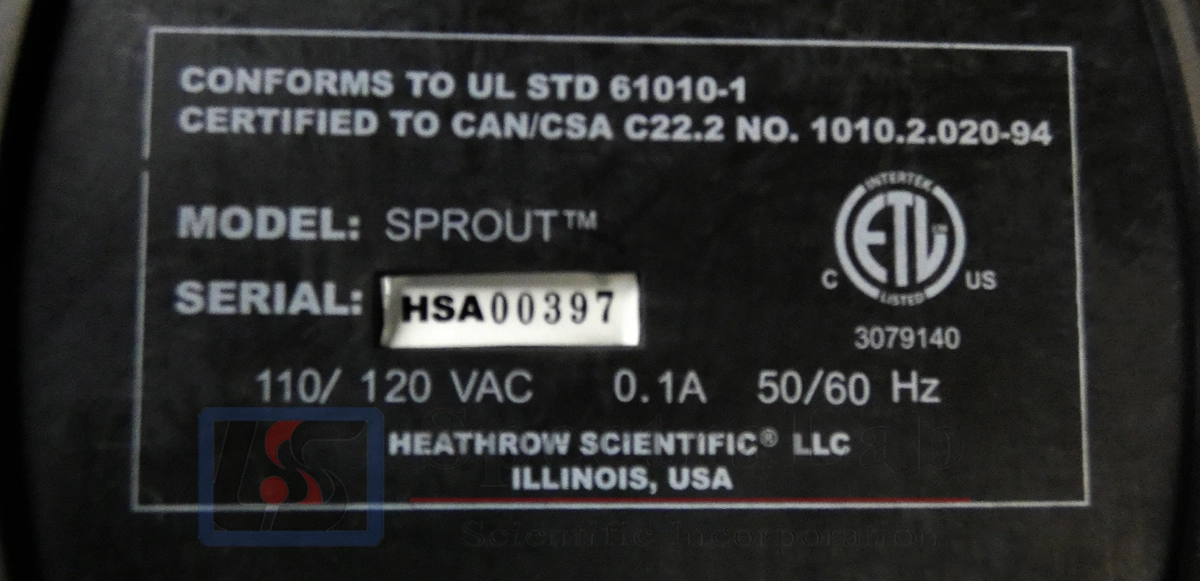 CONFORMS TO UL STD 61010-1
CERTIFIED TO CAN/CSA C22.2 NO. 1010.2.020-94
INTERTEK
ETL
LISTED
C US
3079140
MODEL: SPROUT™
SERIAL: HSA00397
110/ 120 VAC 0.1A 50/60 Hz
HEATHROW SCIENTIFIC® LLC
ILLINOIS, USA
Scientific Incorporation